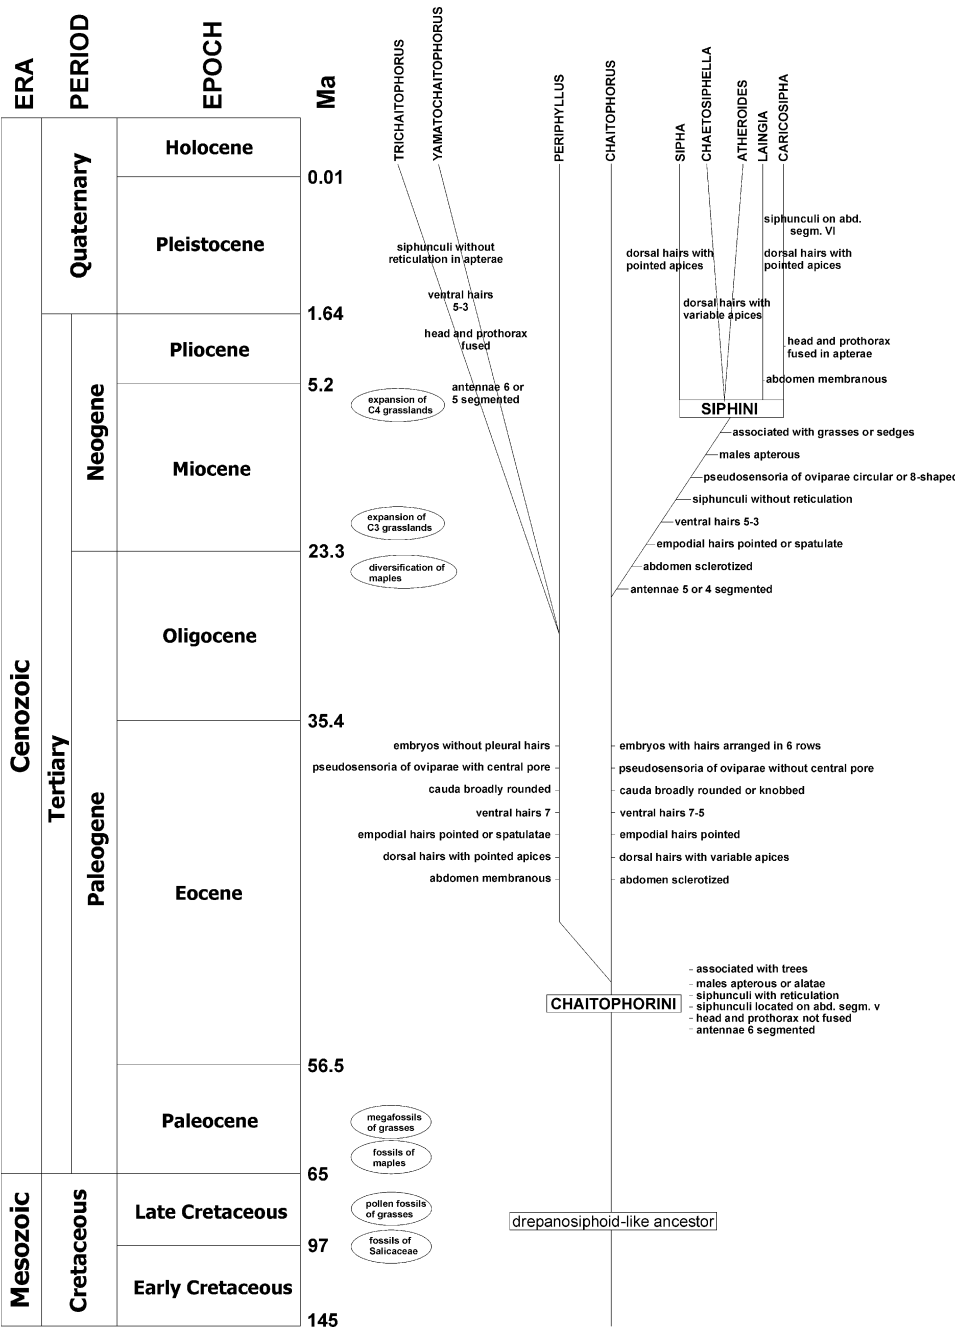 ERA
PERIOD
EPOCH
Ma
TRICHAITOPHORUS
YAMATOCHAITOPHORUS
PERIPHYLLUS
CHAITOPHORUS
SIPHA
CHAETOSIPHELLA
ATHEROIDES
LAINGIA
CARICOSIPHA
Cenozoic
Mesozoic
Quaternary
Tertiary
Neogene
Paleogene
Cretaceous
Holocene
0.01
Pleistocene
1.64
Pliocene
5.2
Miocene
23.3
Oligocene
35.4
Eocene
56.5
Paleocene
65
Late Cretaceous
97
Early Cretaceous
145
siphunculi without
reticulation in apterae
ventral hairs
5-3
head and prothorax
fused
antennae 6 or
5 segmented
expansion of
C4 grasslands
expansion of
C3 grasslands
diversification of
maples
megafossils
of grasses
fossils of
maples
pollen fossils
of grasses
fossils of
Salicaceae
siphunculi on abd.
segm. VI
dorsal hairs with
pointed apices
dorsal hairs with
pointed apices
dorsal hairs with
variable apices
head and prothorax
fused in apterae
abdomen membranous
SIPHINI
associated with grasses or sedges
males apterous
pseudosensoria of oviparae circular or 8-shaped
siphunculi without reticulation
ventral hairs 5-3
empodial hairs pointed or spatulate
abdomen sclerotized
antennae 5 or 4 segmented
embryos without pleural hairs
pseudosensoria of oviparae with central pore
cauda broadly rounded
ventral hairs 7
empodial hairs pointed or spatulatae
dorsal hairs with pointed apices
abdomen membranous
embryos with hairs arranged in 6 rows
pseudosensoria of oviparae without central pore
cauda broadly rounded or knobbed
ventral hairs 7-5
empodial hairs pointed
dorsal hairs with variable apices
abdomen sclerotized
CHAITOPHORINI
associated with trees
males apterous or alatae
siphunculi with reticulation
siphunculi located on abd. segm. v
head and prothorax not fused
antennae 6 segmented
drepanosiphoid-like ancestor